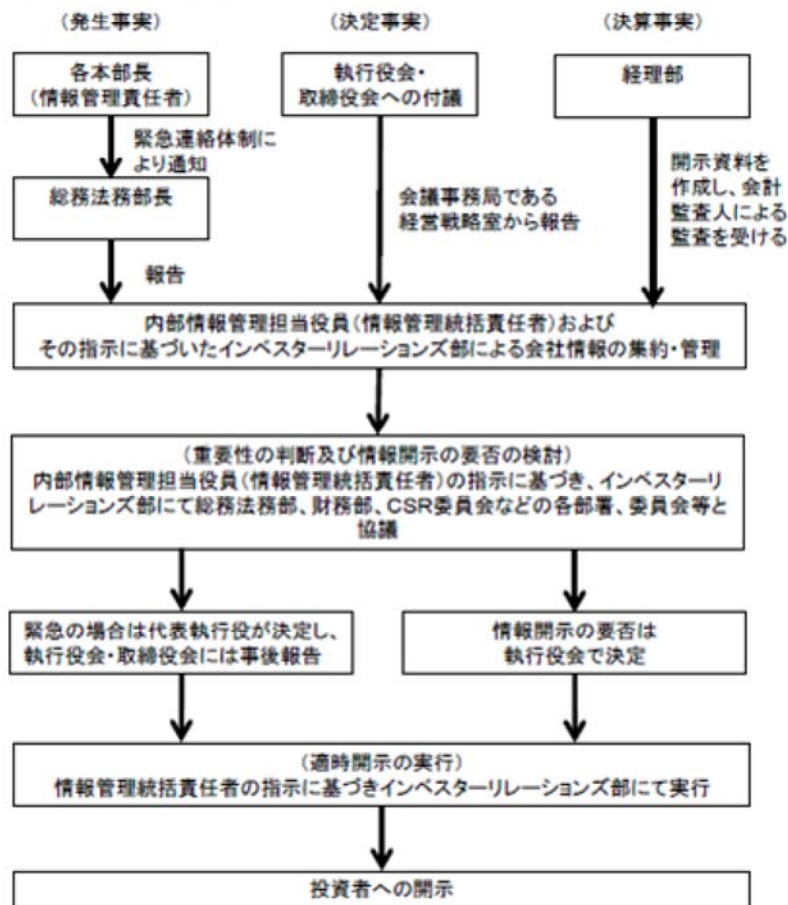 (発生事実)
(決定事実)
(決算事実)
各本部長
(情報管理責任者)
執行役会・
取締役会への付議
経理部
緊急連絡体制に
より通知
総務法務部長
報告
会議事務局である
経営戦略室から報告
開示資料を
作成し、会計
監査人による
監査を受ける
内部情報管理担当役員(情報管理統括責任者)および
その指示に基づいたインベスターリレーションズ部による会社情報の集約・管理
(重要性の判断及び情報開示の要否の検討)
内部情報管理担当役員(情報管理統括責任者)の指示に基づき、インベスターリ
レーションズ部にて総務法務部、財務部、CSR委員会などの各部署、委員会等と
協議
緊急の場合は代表執行役が決定し、
執行役会・取締役会には事後報告
情報開示の要否は
執行役会で決定
(適時開示の実行)
情報管理統括責任者の指示に基づきインベスターリレーションズ部にて実行
投資者への開示